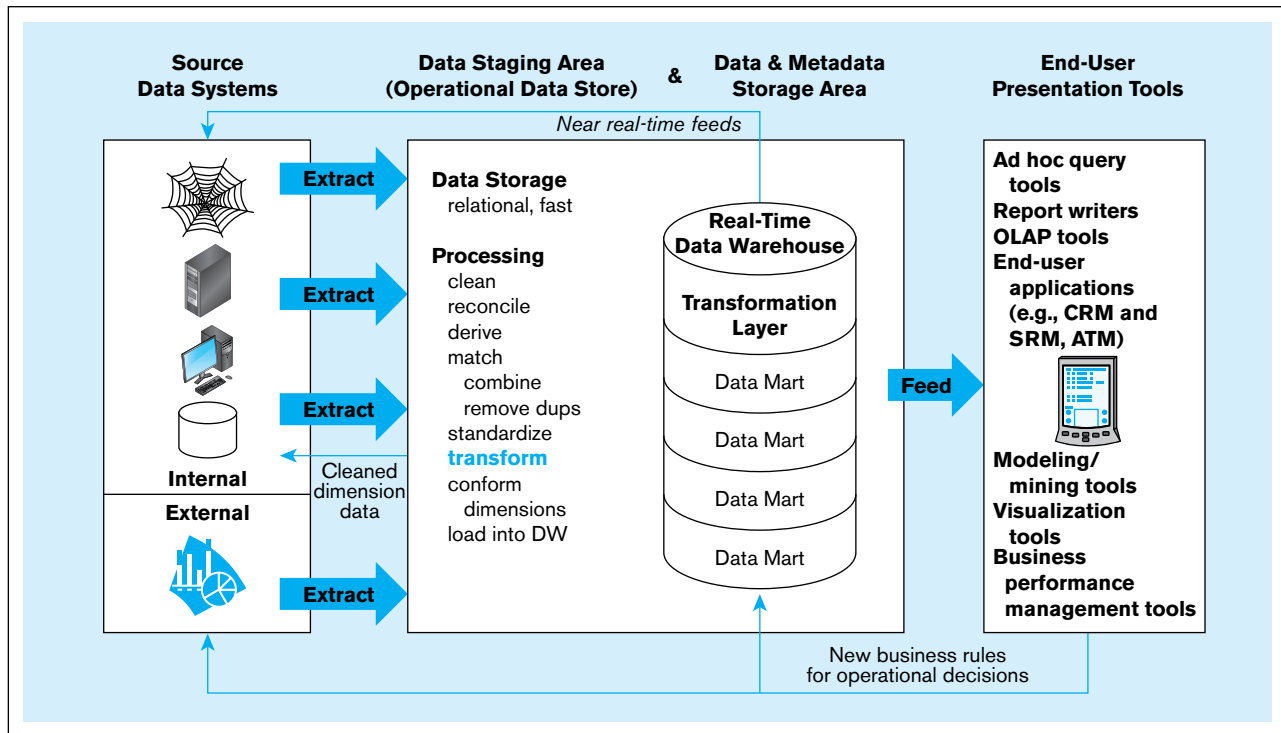 Source
Data Systems
Data Staging Area
(Operational Data Store)
&
Data & Metadata
Storage Area
End-User
Presentation Tools
Near real-time feeds
Extract
Extract
Extract
Extract
Internal
External
Cleaned
dimension
data
Data Storage
relational, fast
Processing
clean
reconcile
derive
match
combine
remove dups
standardize
transform
conform
dimensions
load into DW
Real-Time
Data Warehouse
Transformation
Layer
Data Mart
Data Mart
Data Mart
Data Mart
Feed
Ad hoc query
tools
Report writers
OLAP tools
End-user
applications
(e.g., CRM and
SRM, ATM)
Modeling/
mining tools
Visualization
tools
Business
performance
management tools
New business rules
for operational decisions